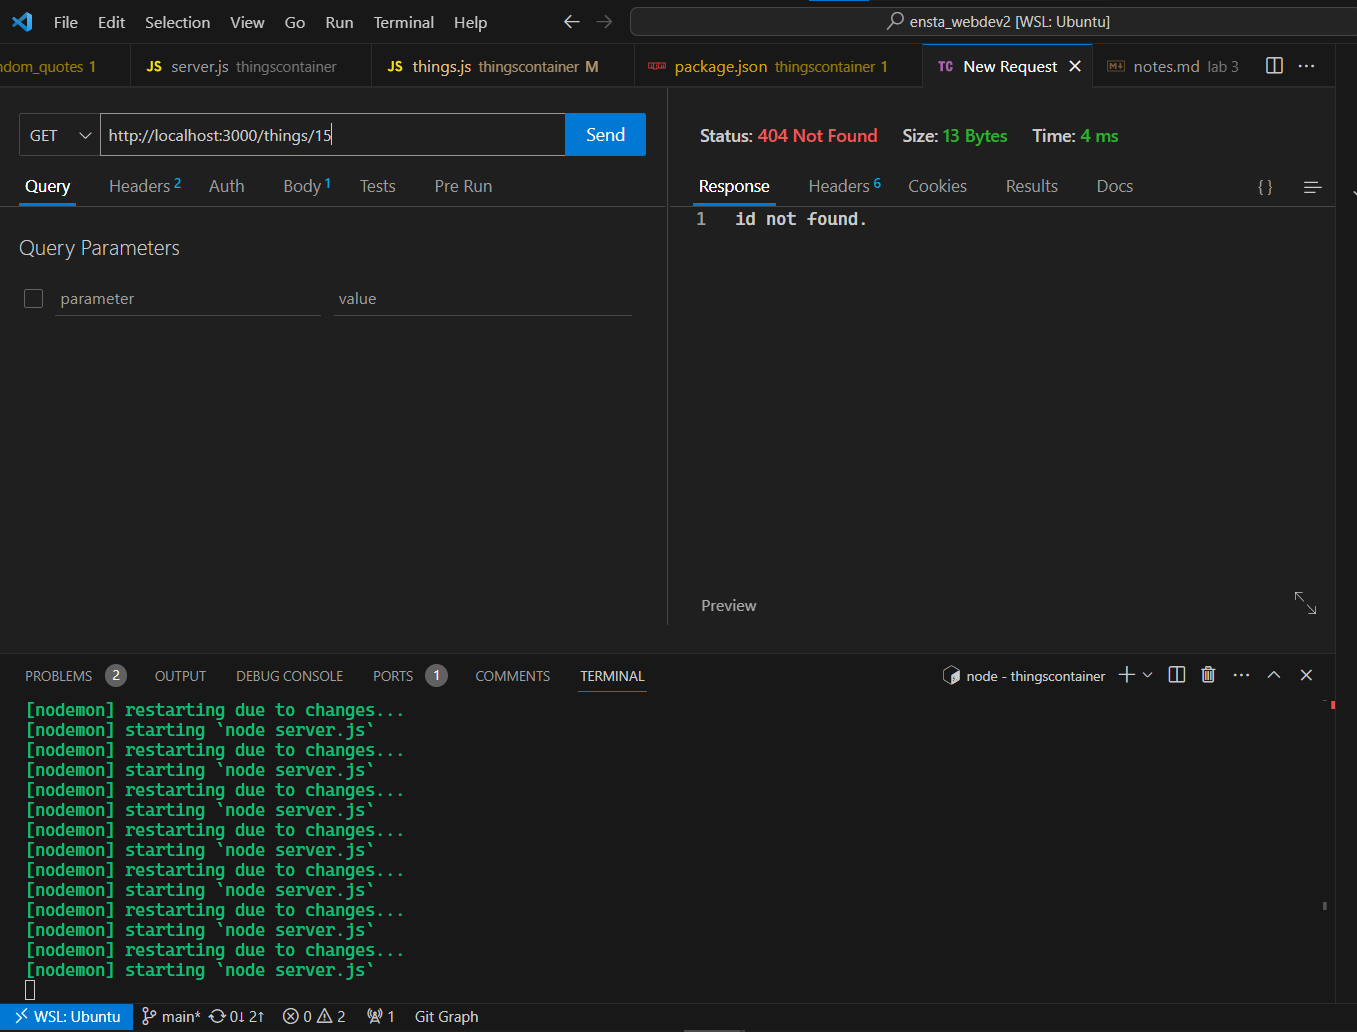 File Edit Selection View Go Run Terminal Help
ensta_webdev2 [WSL: Ubuntu]
ndom_quotes 1
JS server.js thingscontainer
JS things.js thingscontainer M
npm package.json thingscontainer 1
TC New Request
M↓ notes.md lab 3
GET http://localhost:3000/things/15 Send
Query Headers 2 Auth Body 1 Tests Pre Run
Query Parameters
parameter value
Status: 404 Not Found Size: 13 Bytes Time: 4 ms
Response Headers 6 Cookies Results Docs { }
1 id not found.
Preview
PROBLEMS 2 OUTPUT DEBUG CONSOLE PORTS 1 COMMENTS TERMINAL
node - thingscontainer
[nodemon] restarting due to changes...
[nodemon] starting `node server.js`
[nodemon] restarting due to changes...
[nodemon] starting `node server.js`
[nodemon] restarting due to changes...
[nodemon] starting `node server.js`
[nodemon] restarting due to changes...
[nodemon] starting `node server.js`
[nodemon] restarting due to changes...
[nodemon] starting `node server.js`
[nodemon] restarting due to changes...
[nodemon] starting `node server.js`
[nodemon] restarting due to changes...
[nodemon] starting `node server.js`
WSL: Ubuntu main* 0↓ 2↑ 0 2 1 Git Graph